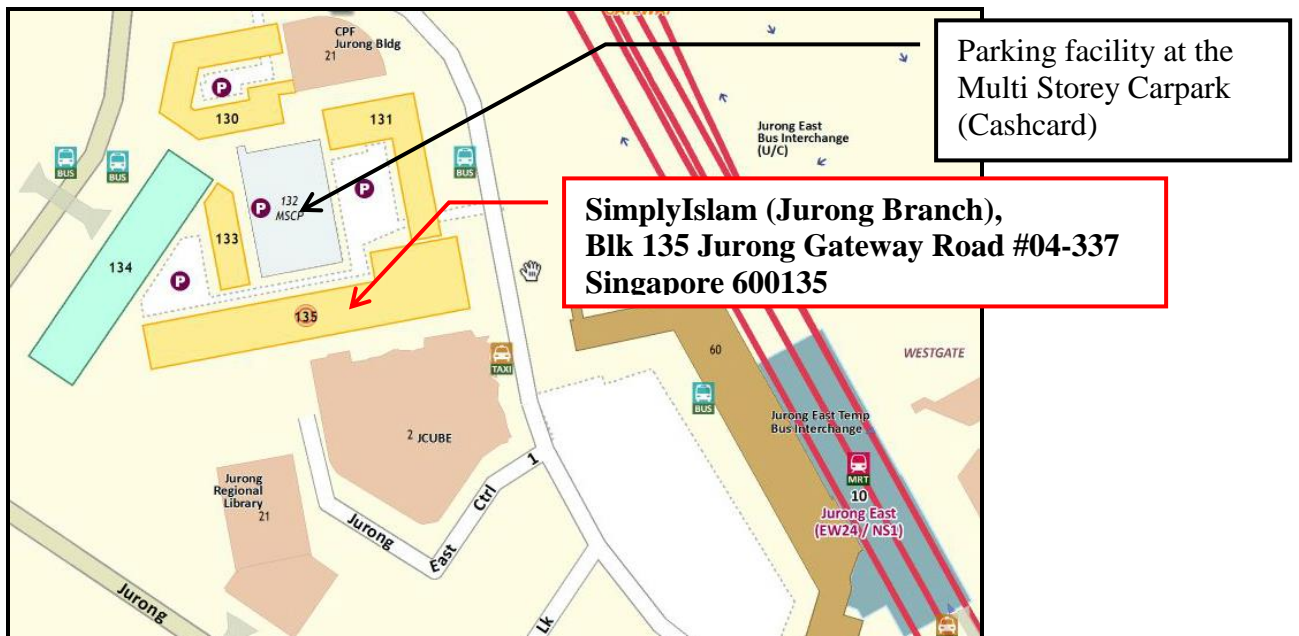 GATEWAY
CPF
Jurong Bldg
21
P
130
131
BUS
BUS
BUS
Jurong East
Bus Interchange
(U/C)
Parking facility at the
Multi Storey Carpark
(Cashcard)
P
132
MSCP
P
133
134
P
135
SimplyIslam (Jurong Branch),
Blk 135 Jurong Gateway Road #04-337
Singapore 600135
TAXI
60
WESTGATE
BUS
Jurong East Temp
Bus Interchange
2 JCUBE
MRT
10
Jurong East
(EW24 / NS1)
Jurong
Regional
Library
21
Jurong East Ctrl 1
Jurong
Lk